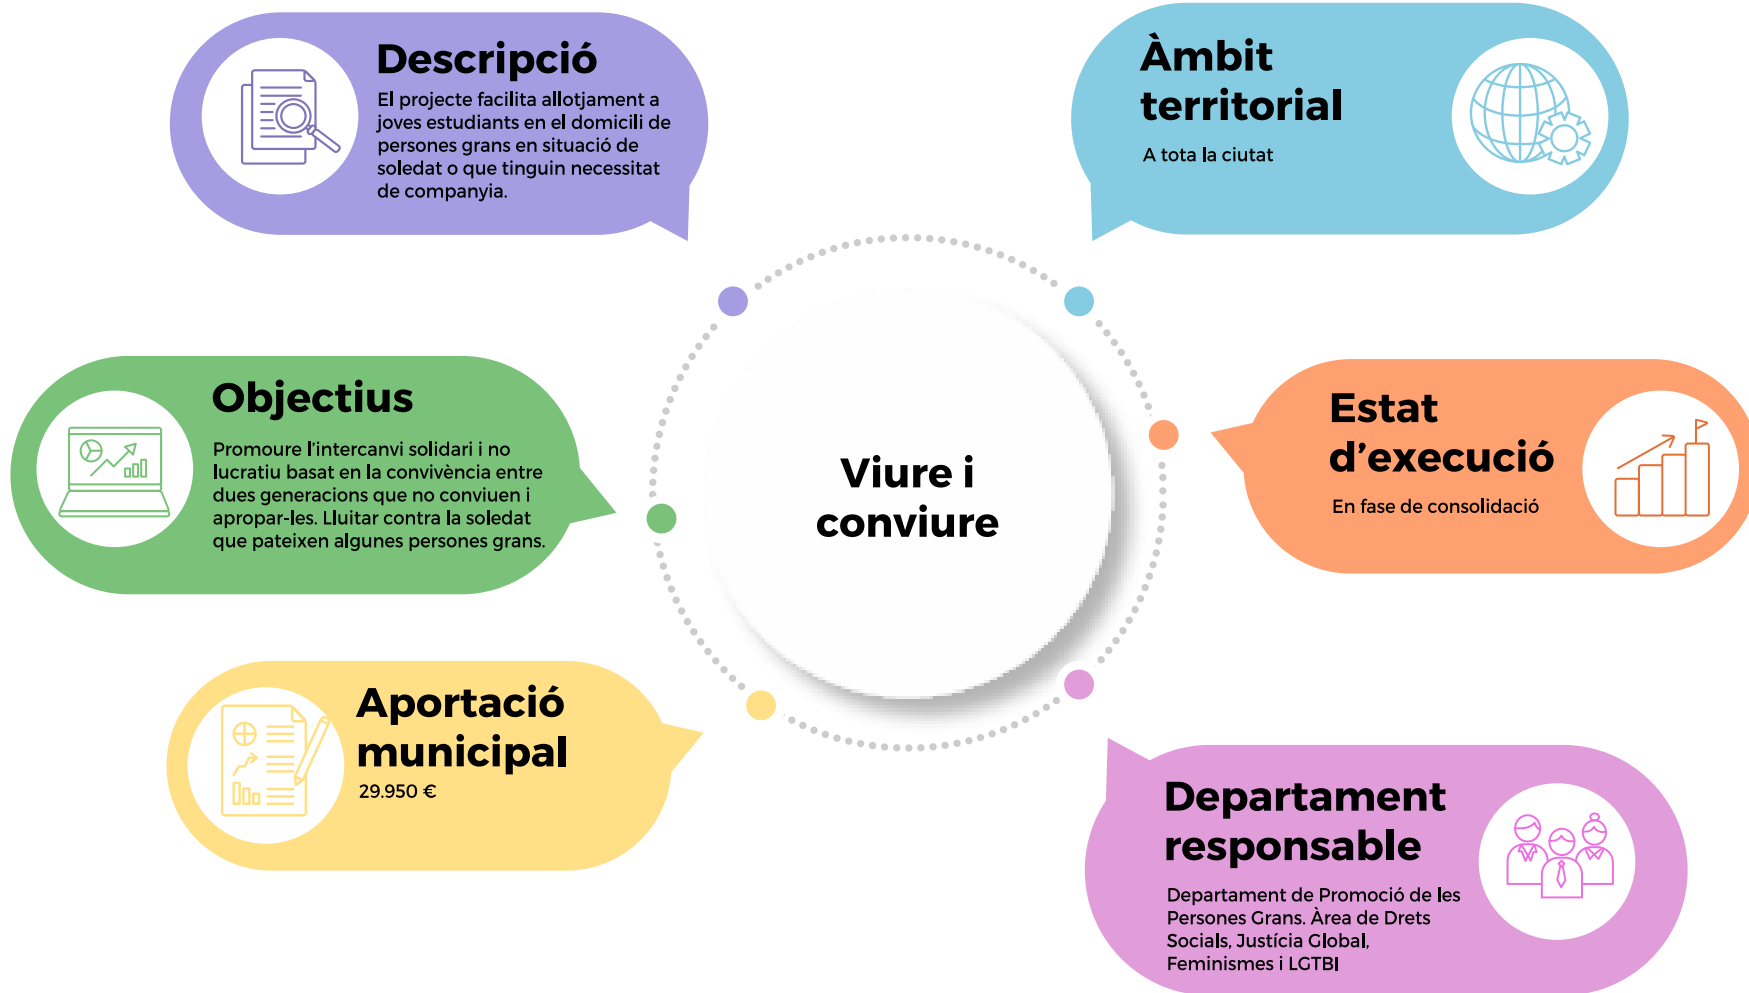 Descripció
El projecte facilita allotjament a
joves estudiants en el domicili de
persones grans en situació de
soledat o que tinguin necessitat
de companyia.
Àmbit
territorial
A tota la ciutat
Objectius
Promoure l'intercanvi solidari i no
lucratiu basat en la convivència entre
dues generacions que no conviuen i
apropar-les. Lluitar contra la soledat
que pateixen algunes persones grans.
Viure i
conviure
Estat
d'execució
En fase de consolidació
Aportació
municipal
29.950 €
Departament
responsable
Departament de Promoció de les
Persones Grans. Àrea de Drets
Socials, Justícia Global,
Feminismes i LGTBI